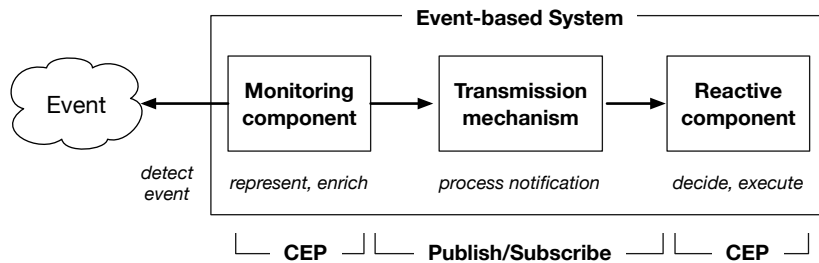 Event-based System
Event
Monitoring
component
Transmission
mechanism
Reactive
component
detect
event
represent, enrich
process notification
decide, execute
CEP
Publish/Subscribe
CEP